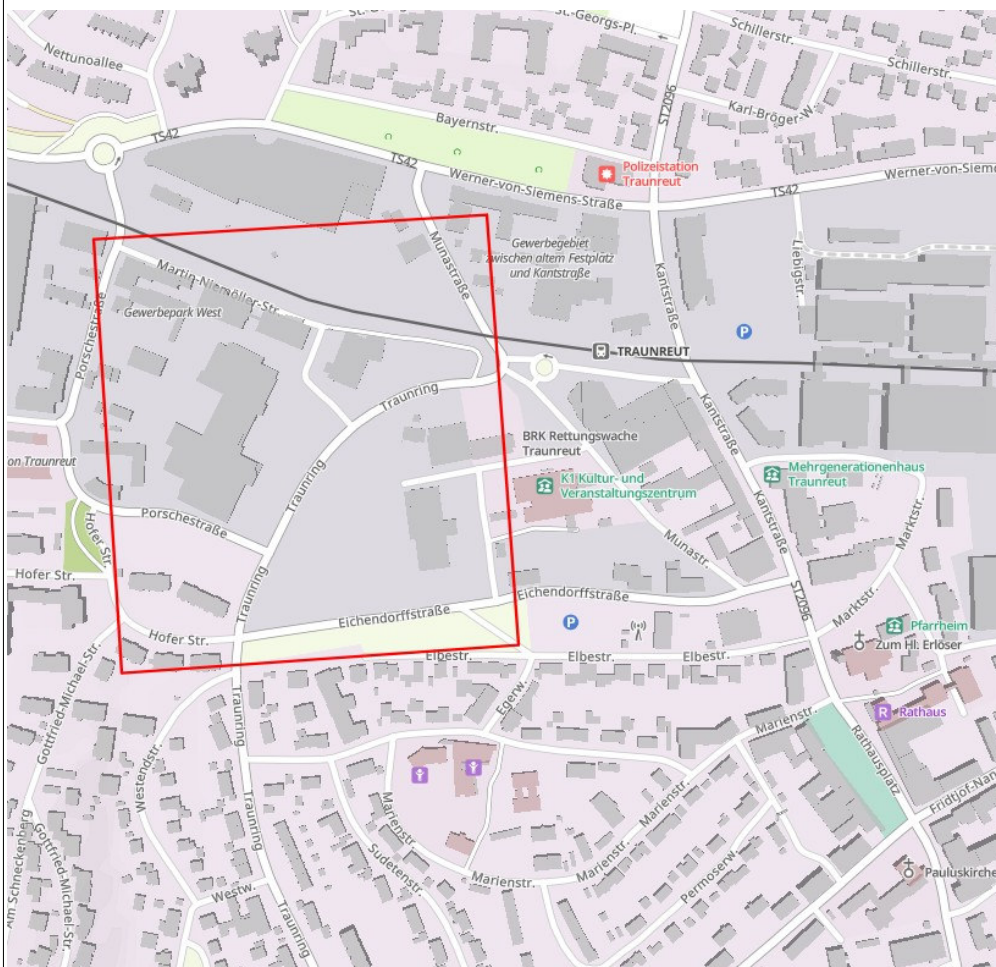 St.-Georgs-Pl.
Schillerstr.
Schillerstr.
Nettunoallee
ST2096
Karl-Bröger-W.
Bayernstr.
TS42
TS42
Polizeistation
Traunreut
Werner-von-Siemens-Straße
TS42
Werner-von-Sieme
Munastraße
Gewerbegebiet
zwischen altem Festplatz
und Kantstraße
Liebigstr.
Kantstraße
Martin-Niemöller-Str.
Gewerbepark West
Porschestraße
P
TRAUNREUT
Traunring
Kantstraße
BRK Rettungswache
Traunreut
on Traunreut
K1 Kultur- und
Veranstaltungszentrum
Mehrgenerationenhaus
Traunreut
Traunring
Kantstraße
Marktstr.
Porschestraße
Hofer Str.
Munastr.
Hofer Str.
Traunring
Eichendorffstraße
Eichendorffstraße
ST2096
Marktstr.
P
Pfarrheim
Hofer Str.
Zum Hl. Erlöser
Elbestr.
Elbestr.
Elbestr.
Gottfried-Michael-Str.
Traunring
Egerw.
Marienstr.
R
Rathaus
Westendstr.
Rathausplatz
Traunring
Marienstr.
Marienstr.
Fridtjof-Nan
Am Schneckenberg
Gottfried-Michael-Str.
Sudetenstr.
Marienstr.
Marienstr.
Permoserw.
Pauluskirche
Westw.
Traunring